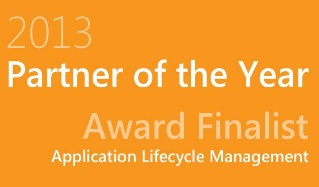 2013
Partner of the Year
Award Finalist
Application Lifecycle Management